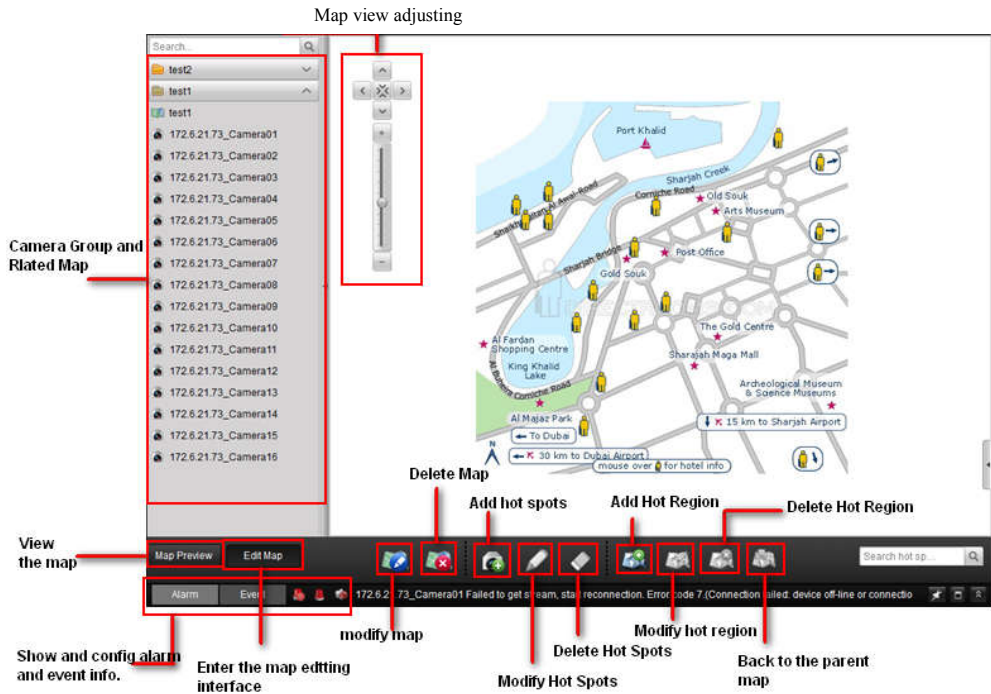 Map view adjusting
Search...
test2
test1
test1
172.6.21.73_Camera01
172.6.21.73_Camera02
172.6.21.73_Camera03
172.6.21.73_Camera04
172.6.21.73_Camera05
172.6.21.73_Camera06
172.6.21.73_Camera07
172.6.21.73_Camera08
172.6.21.73_Camera09
172.6.21.73_Camera10
172.6.21.73_Camera11
172.6.21.73_Camera12
172.6.21.73_Camera13
172.6.21.73_Camera14
172.6.21.73_Camera15
172.6.21.73_Camera16
Camera Group and
Rlated Map
Port Khalid
Sharjah Creek
Corniche Road
Old Souk
Arts Museum
Al Awal-Road
Sharjah Bridge
Post Office
Gold Souk
The Gold Centre
Al Fardan
Shopping Centre
Sharajah Maga Mall
King Khalid
Lake
Al Buheira Corniche Road
Archeological Museum
& Science Museums
Al Majaz Park
15 km to Sharjah Airport
To Dubai
N
30 km to Dubai Airport
mouse over for hotel info
Delete Map
Add hot spots
Add Hot Region
Delete Hot Region
View
the map
Map Preview
Edit Map
Search hot sp...
Alarm
Event
172.6.21.73_Camera01 Failed to get stream, start reconnection. Error code 7.(Connection failed: device off-line or connectio
modify map
Modify hot region
Delete Hot Spots
Show and config alarm
and event info.
Enter the map edtting
interface
Modify Hot Spots
Back to the parent
map